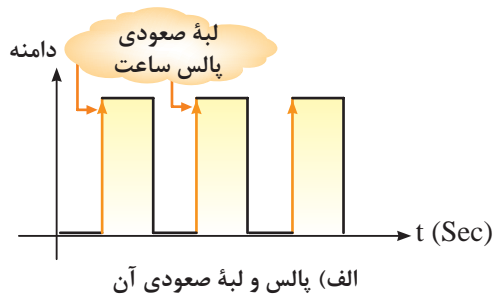 لبهٔ صعودی
پالس ساعت
دامنه
t (Sec)
الف) پالس و لبهٔ صعودی آن